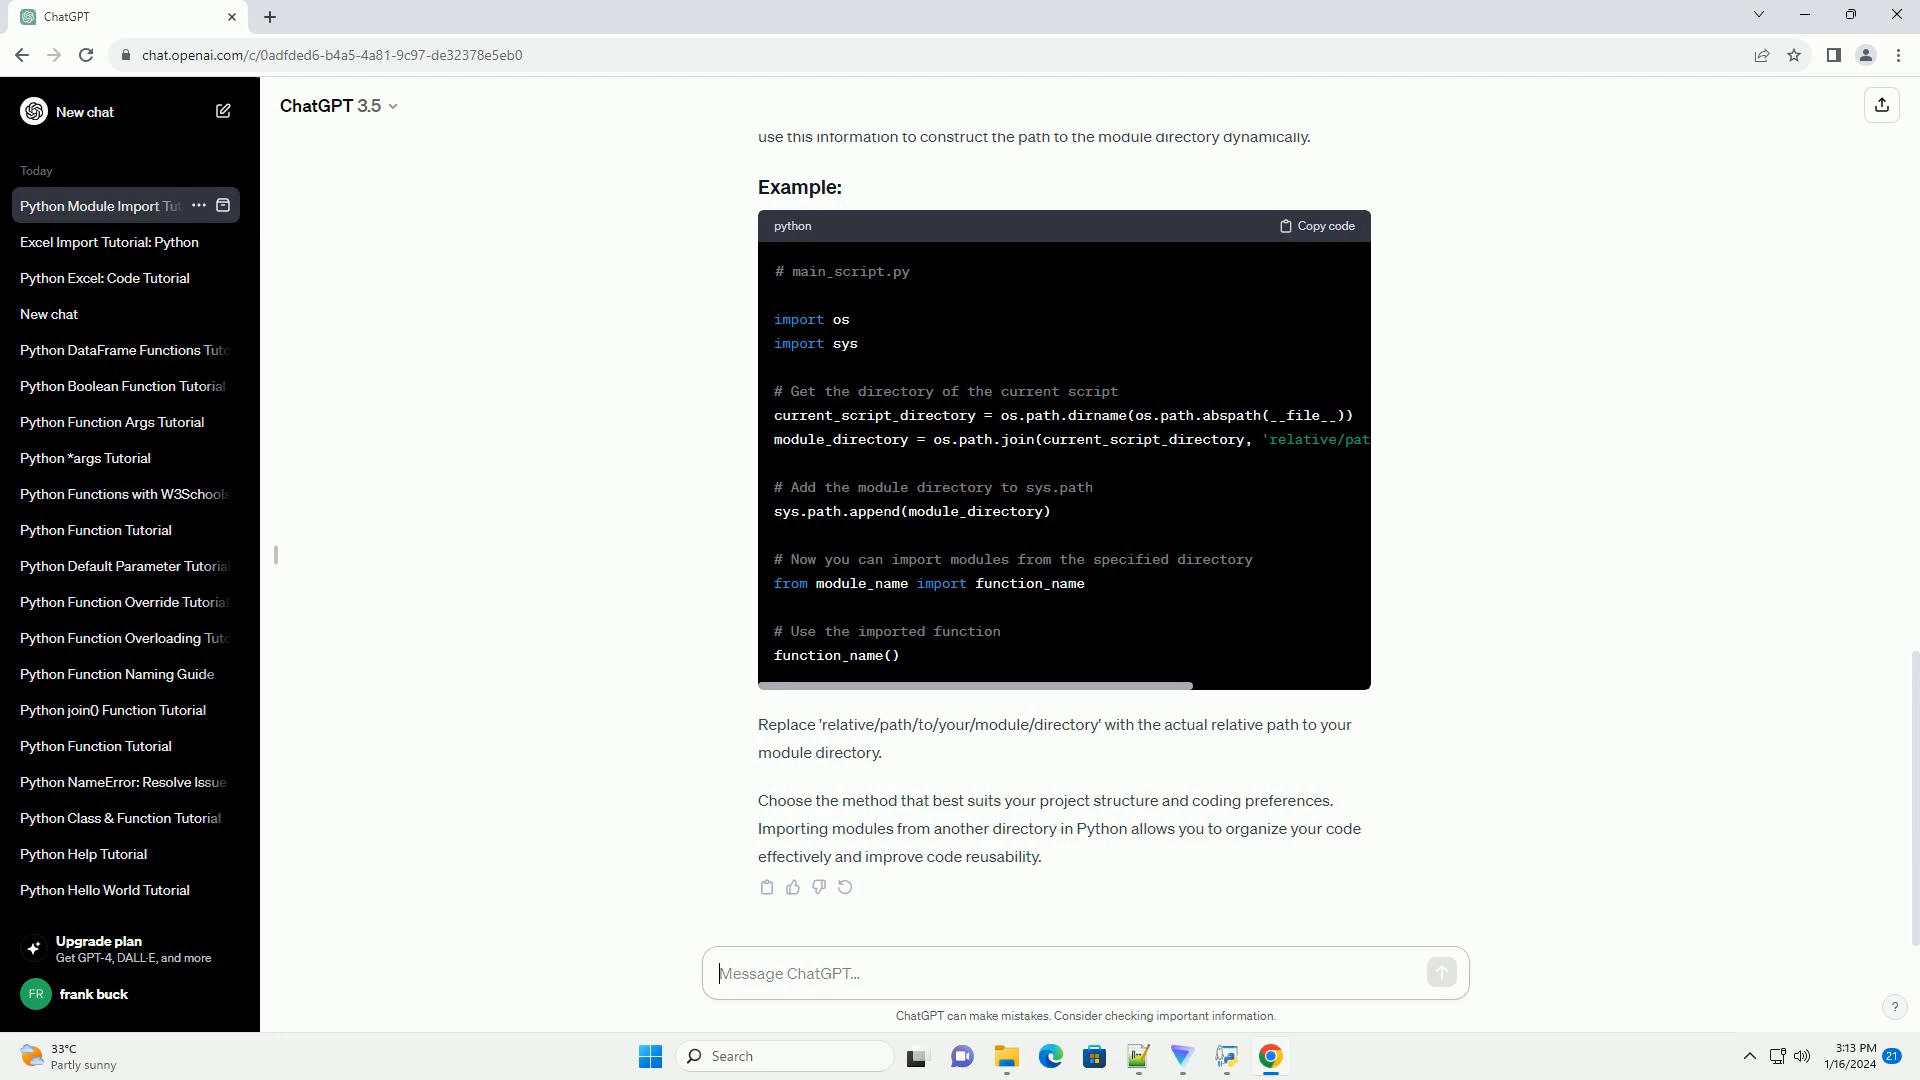 ChatGPT
chat.openai.com/c/0adfded6-b4a5-4a81-9c97-de32378e5eb0
New chat
Today
Python Module Import Tut
Excel Import Tutorial: Python
Python Excel: Code Tutorial
New chat
Python DataFrame Functions Tuto
Python Boolean Function Tutorial
Python Function Args Tutorial
Python *args Tutorial
Python Functions with W3Schools
Python Function Tutorial
Python Default Parameter Tutorial
Python Function Override Tutorial
Python Function Overloading Tuto
Python Function Naming Guide
Python join() Function Tutorial
Python Function Tutorial
Python NameError: Resolve Issue
Python Class & Function Tutorial
Python Help Tutorial
Python Hello World Tutorial
Upgrade plan
Get GPT-4, DALL·E, and more
FR
frank buck
ChatGPT 3.5
use this information to construct the path to the module directory dynamically.
Example:
python
Copy code
# main_script.py
import os
import sys
# Get the directory of the current script
current_script_directory = os.path.dirname(os.path.abspath(__file__))
module_directory = os.path.join(current_script_directory, 'relative/pat
# Add the module directory to sys.path
sys.path.append(module_directory)
# Now you can import modules from the specified directory
from module_name import function_name
# Use the imported function
function_name()
Replace 'relative/path/to/your/module/directory' with the actual relative path to your
module directory.
Choose the method that best suits your project structure and coding preferences.
Importing modules from another directory in Python allows you to organize your code
effectively and improve code reusability.
Message ChatGPT...
ChatGPT can make mistakes. Consider checking important information.
?
33°C
Partly sunny
Search
3:13 PM
1/16/2024
21